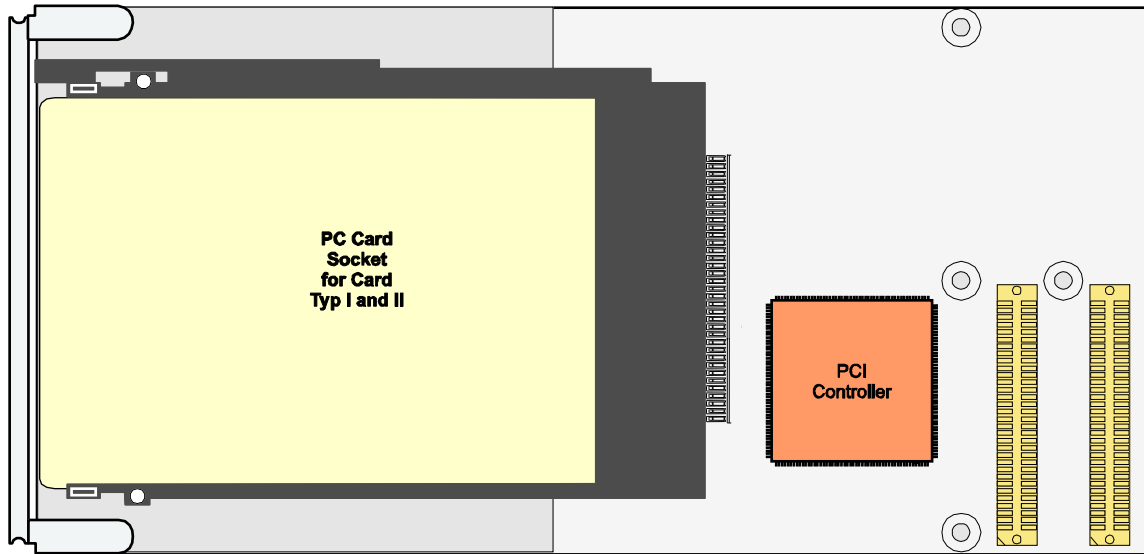 PC Card
Socket
for Card
Typ I and II
PCI
Controller